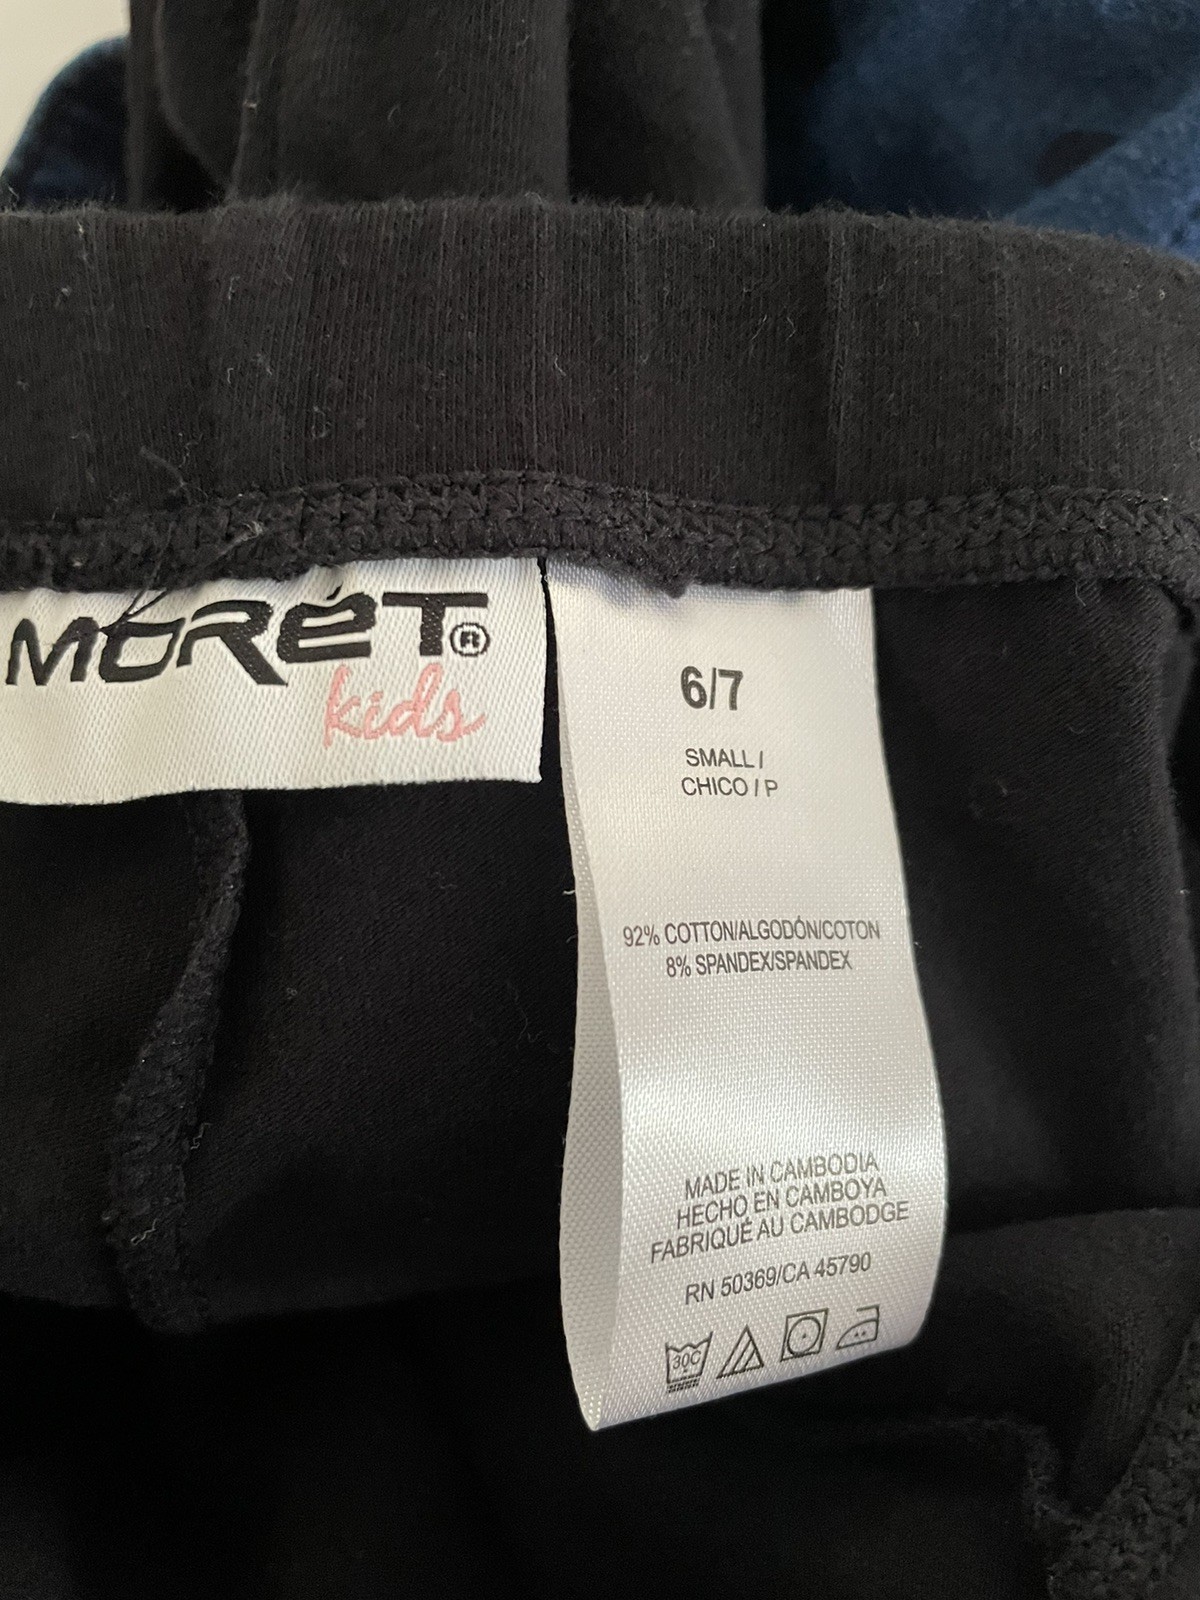 MORéT®
kids
6/7
SMALL /
CHICO / P
92% COTTON/ALGODÓN/COTON
8% SPANDEX/SPANDEX
MADE IN CAMBODIA
HECHO EN CAMBOYA
FABRIQUÉ AU CAMBODGE
RN 50369/CA 45790
30C